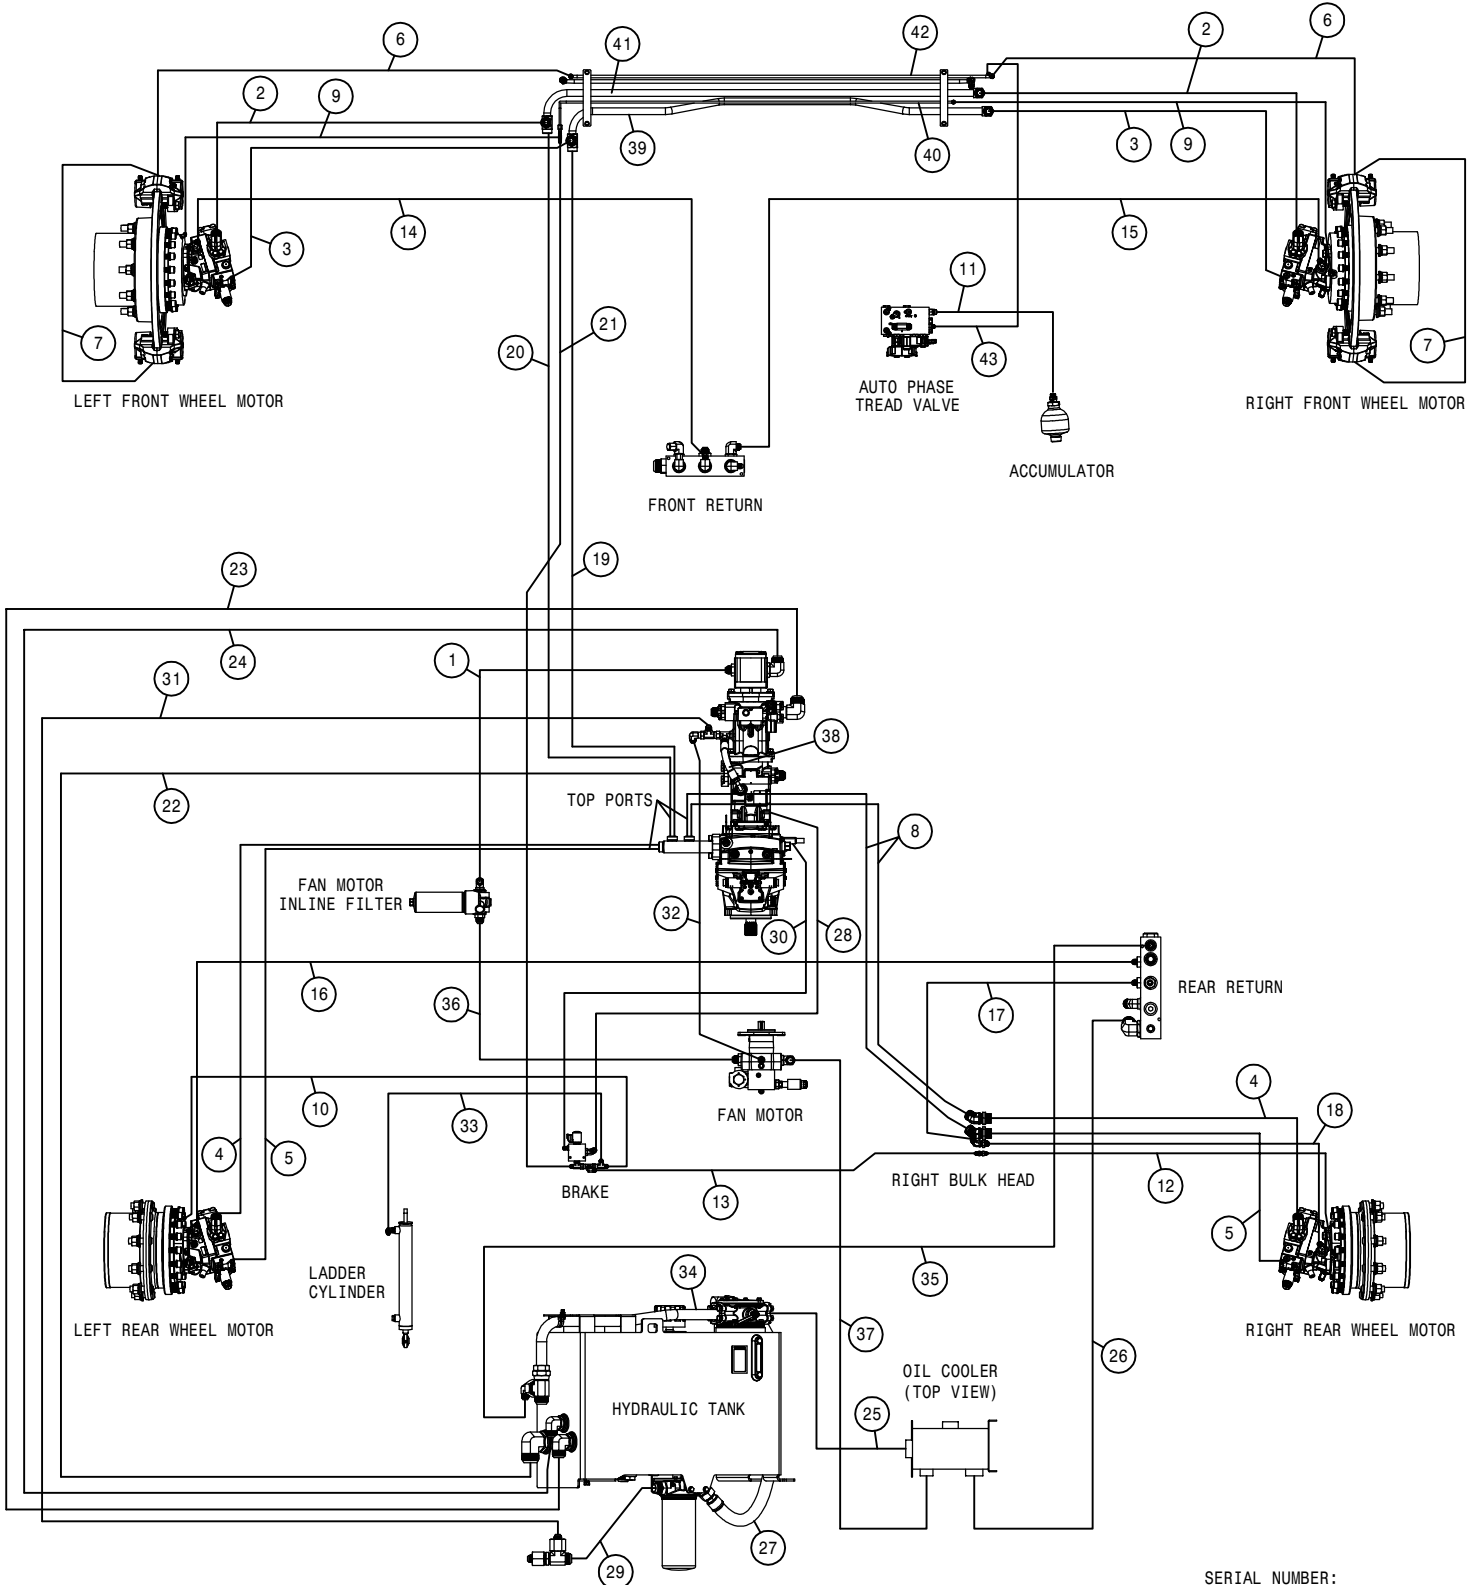 6
41
42
2
6
2
9
39
40
3
9
14
3
15
11
21
20
7
43
7
LEFT FRONT WHEEL MOTOR
AUTO PHASE
TREAD VALVE
RIGHT FRONT WHEEL MOTOR
ACCUMULATOR
FRONT RETURN
19
23
24
1
31
38
22
TOP PORTS
8
FAN MOTOR
INLINE FILTER
32
30
28
16
36
REAR RETURN
17
10
33
FAN MOTOR
4
18
4
5
BRAKE
13
RIGHT BULK HEAD
12
5
LADDER
CYLINDER
34
35
LEFT REAR WHEEL MOTOR
RIGHT REAR WHEEL MOTOR
37
26
OIL COOLER
(TOP VIEW)
HYDRAULIC TANK
25
27
29
SERIAL NUMBER: